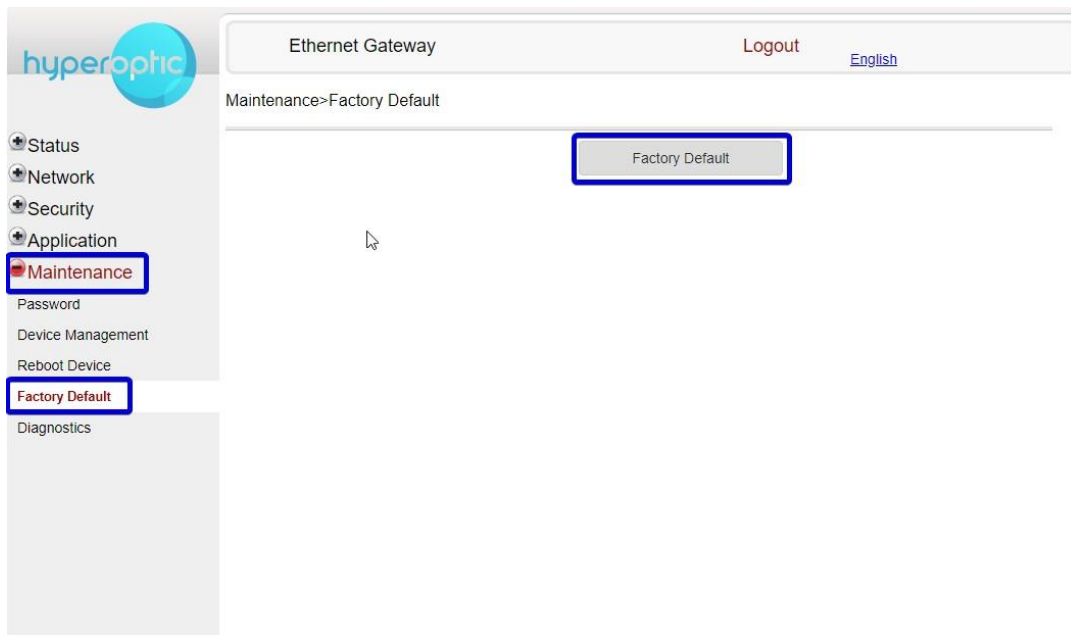 hyperoptic
Ethernet Gateway
Logout
English
Maintenance>Factory Default
Status
Network
Security
Application
Maintenance
Password
Device Management
Reboot Device
Factory Default
Diagnostics
Factory Default